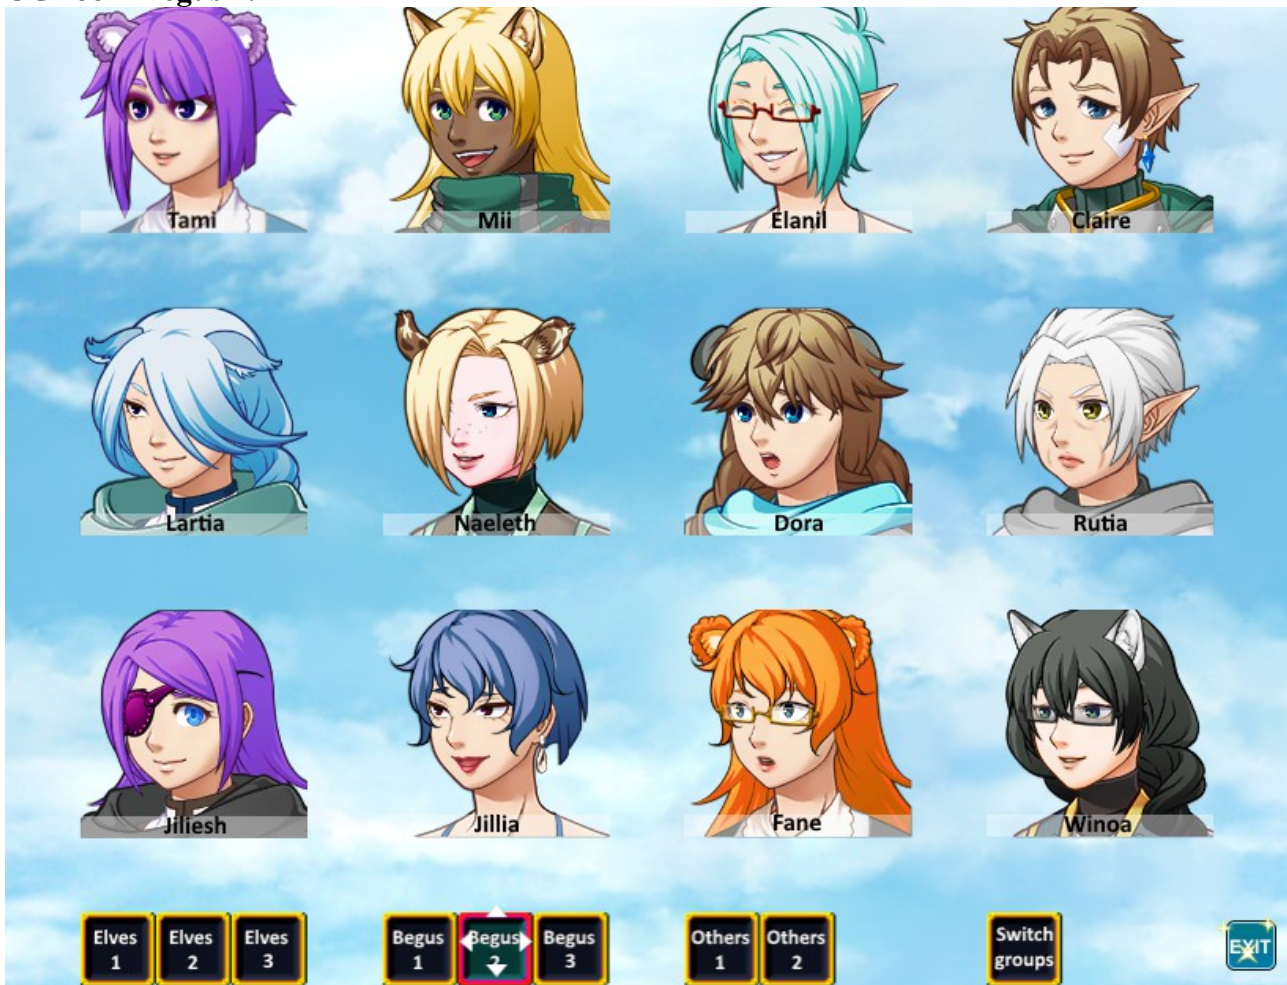 Tami
Mii
Elanil
Claire
Lartia
Naeleth
Dora
Rutia
Jiliesh
Jillia
Fane
Winoa
Elves
1
Elves
2
Elves
3
Begus
1
Begus
2
Begus
3
Others
1
Others
2
Switch
groups
EXIT